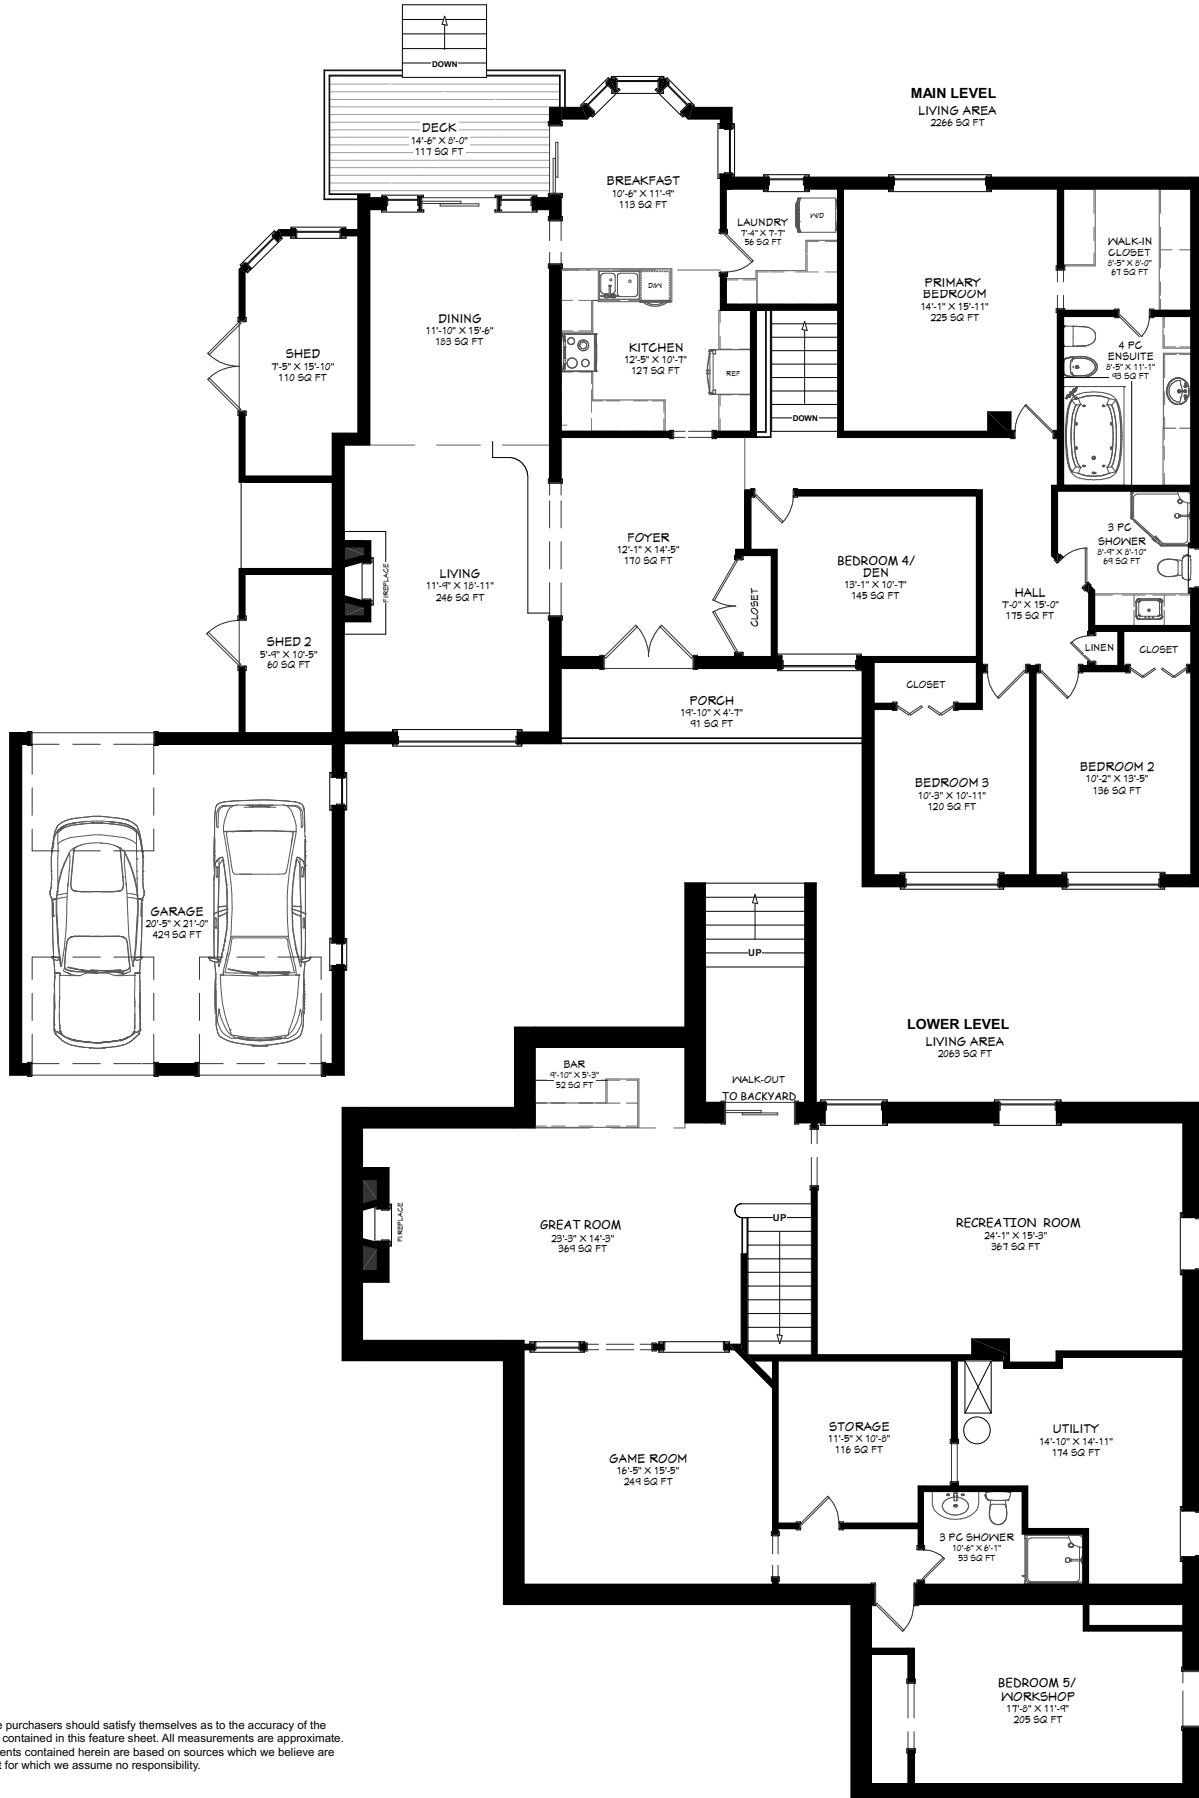 DOWN
MAIN LEVEL
LIVING AREA
2266 SQ FT
DECK
14'-6" X 8'-0"
117 SQ FT
BREAKFAST
10'-6" X 11'-9"
113 SQ FT
LAUNDRY
7'-4" X 7'-7"
56 SQ FT
W/D
WALK-IN
CLOSET
8'-5" X 8'-0"
67 SQ FT
PRIMARY
BEDROOM
14'-1" X 15'-11"
225 SQ FT
D/W
DINING
11'-10" X 15'-6"
183 SQ FT
SHED
7'-5" X 15'-10"
110 SQ FT
KITCHEN
12'-5" X 10'-7"
127 SQ FT
REF
4 PC
ENSUITE
8'-5" X 11'-1"
93 SQ FT
DOWN
3 PC
SHOWER
8'-9" X 8'-10"
69 SQ FT
FOYER
12'-1" X 14'-5"
170 SQ FT
BEDROOM 4/
DEN
13'-1" X 10'-7"
145 SQ FT
LIVING
11'-9" X 18'-11"
246 SQ FT
FIREPLACE
CLOSET
HALL
7'-0" X 15'-0"
175 SQ FT
SHED 2
5'-9" X 10'-5"
60 SQ FT
LINEN
CLOSET
CLOSET
PORCH
19'-10" X 4'-7"
91 SQ FT
BEDROOM 2
10'-2" X 13'-5"
136 SQ FT
BEDROOM 3
10'-3" X 10'-11"
120 SQ FT
GARAGE
20'-5" X 21'-0"
429 SQ FT
UP
LOWER LEVEL
LIVING AREA
2063 SQ FT
BAR
9'-10" X 5'-3"
52 SQ FT
WALK-OUT
TO BACKYARD
FIREPLACE
GREAT ROOM
23'-3" X 14'-3"
369 SQ FT
UP
RECREATION ROOM
24'-1" X 15'-3"
367 SQ FT
STORAGE
11'-5" X 10'-8"
116 SQ FT
UTILITY
14'-10" X 14'-11"
174 SQ FT
GAME ROOM
16'-5" X 15'-5"
249 SQ FT
3 PC SHOWER
10'-6" X 6'-1"
53 SQ FT
BEDROOM 5/
WORKSHOP
17'-8" X 11'-9"
205 SQ FT
e purchasers should satisfy themselves as to the accuracy of the
contained in this feature sheet. All measurements are approximate.
ents contained herein are based on sources which we believe are
t for which we assume no responsibility.